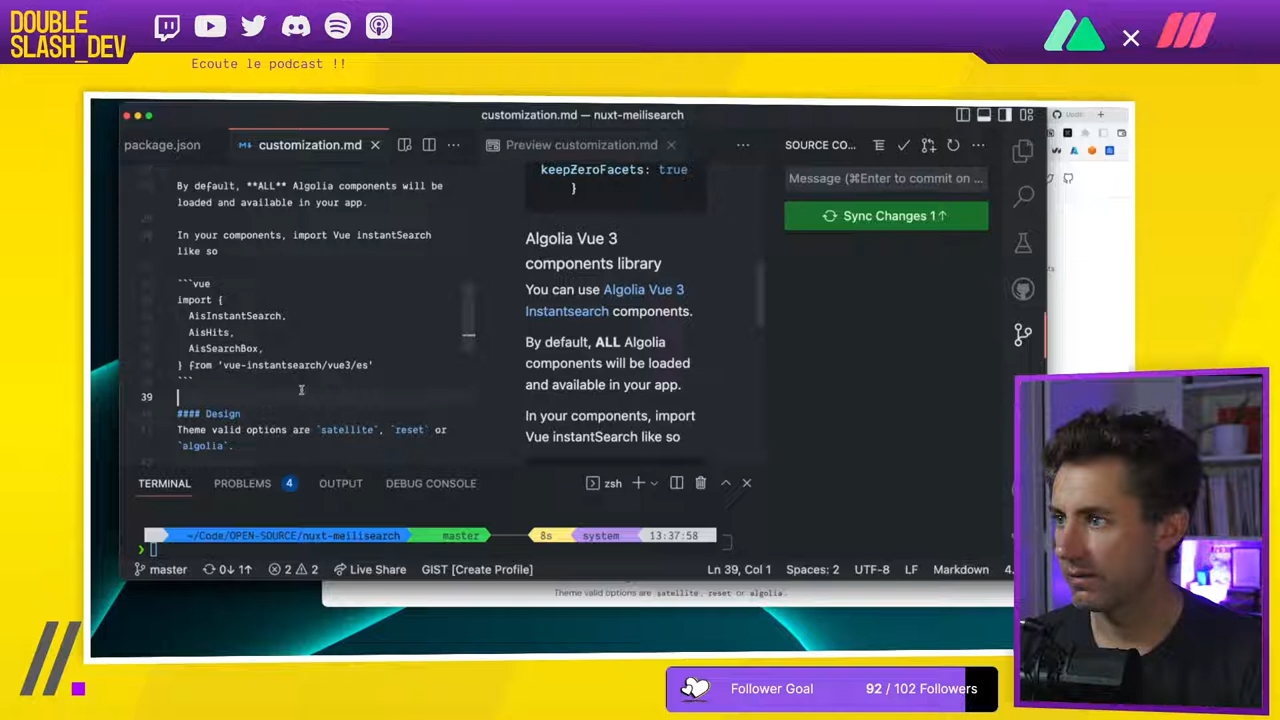 DOUBLE
SLASH_DEV
Ecoute le podcast !!
customization.md — nuxt-meilisearch
package.json
customization.md
Preview customization.md
SOURCE CO...
Message (⌘Enter to commit on ...
Sync Changes 1↑
By default, **ALL** Algolia components will be
loaded and available in your app.
In your components, import Vue instantSearch
like so
```vue
import {
AisInstantSearch,
AisHits,
AisSearchBox,
} from 'vue-instantsearch/vue3/es'
```
39
#### Design
Theme valid options are `satellite`, `reset` or
`algolia`.
keepZeroFacets: true
}
Algolia Vue 3
components library
You can use Algolia Vue 3
Instantsearch components.
By default, ALL Algolia
components will be loaded
and available in your app.
In your components, import
Vue instantSearch like so
TERMINAL
PROBLEMS 4
OUTPUT
DEBUG CONSOLE
zsh
~/Code/OPEN-SOURCE/nuxt-meilisearch master 8s system 13:37:58
❯
master 0↓ 1↑ 2 2 Live Share GIST [Create Profile] Ln 39, Col 1 Spaces: 2 UTF-8 LF Markdown 4.
Theme valid options are satellite, reset or algolia.
Follower Goal 92 / 102 Followers